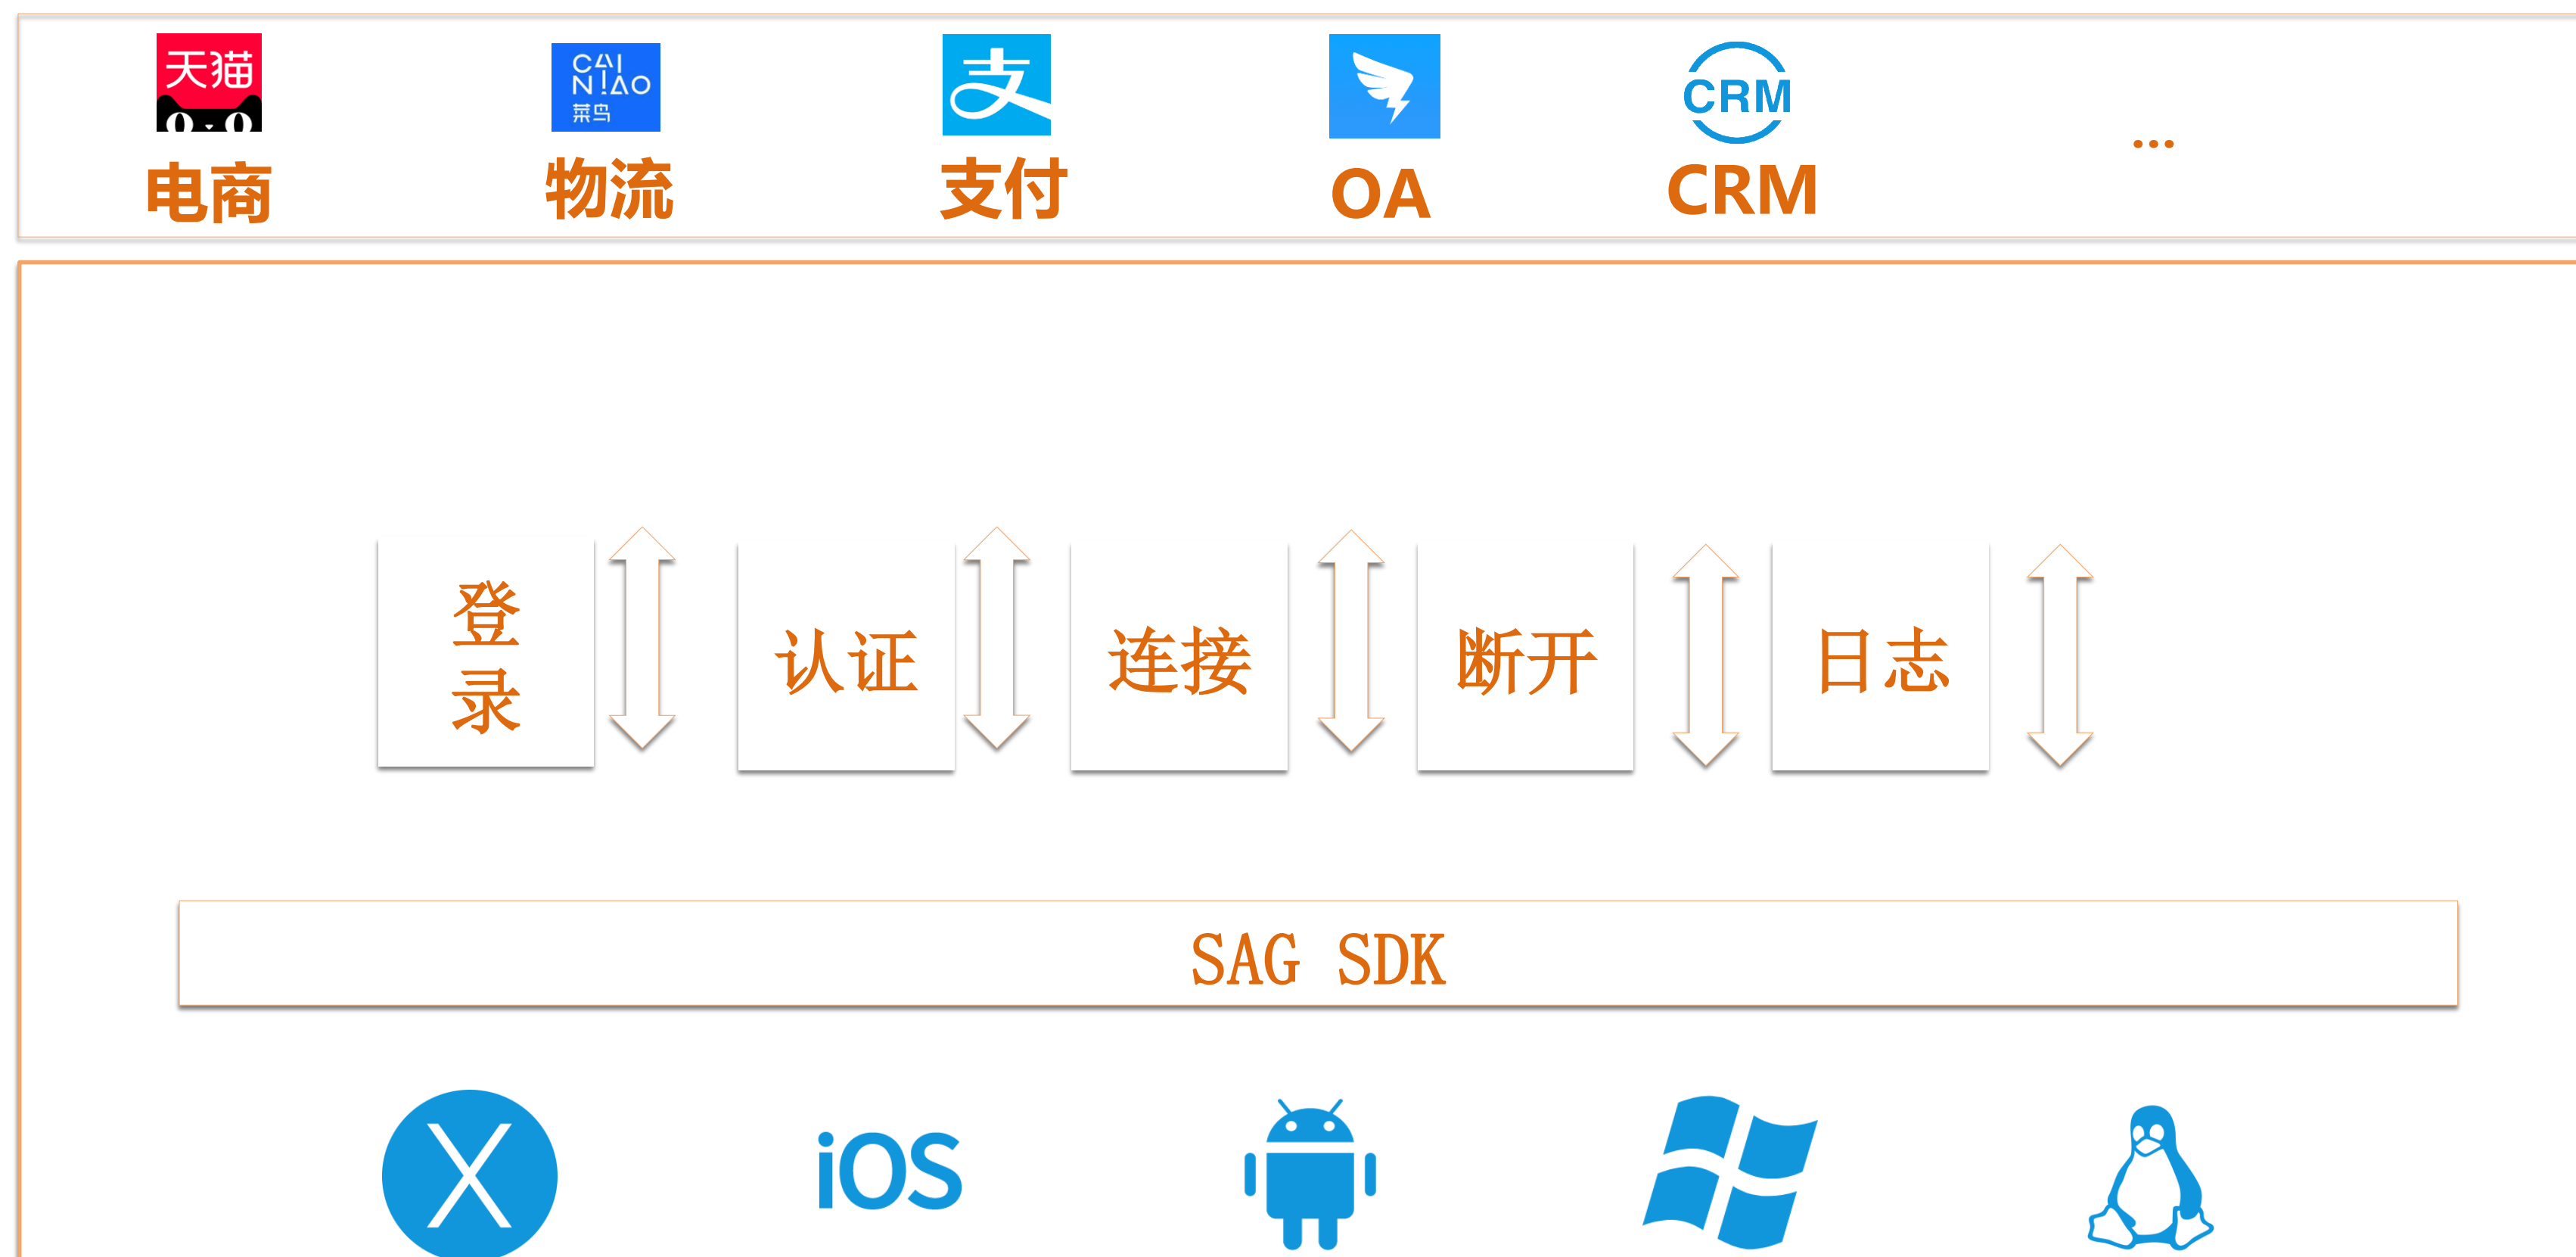 天猫
CAI
NIAO
菜鸟
支
CRM
电商
物流
支付
OA
CRM
...
登
录
认证
连接
断开
日志
SAG SDK
X
iOS